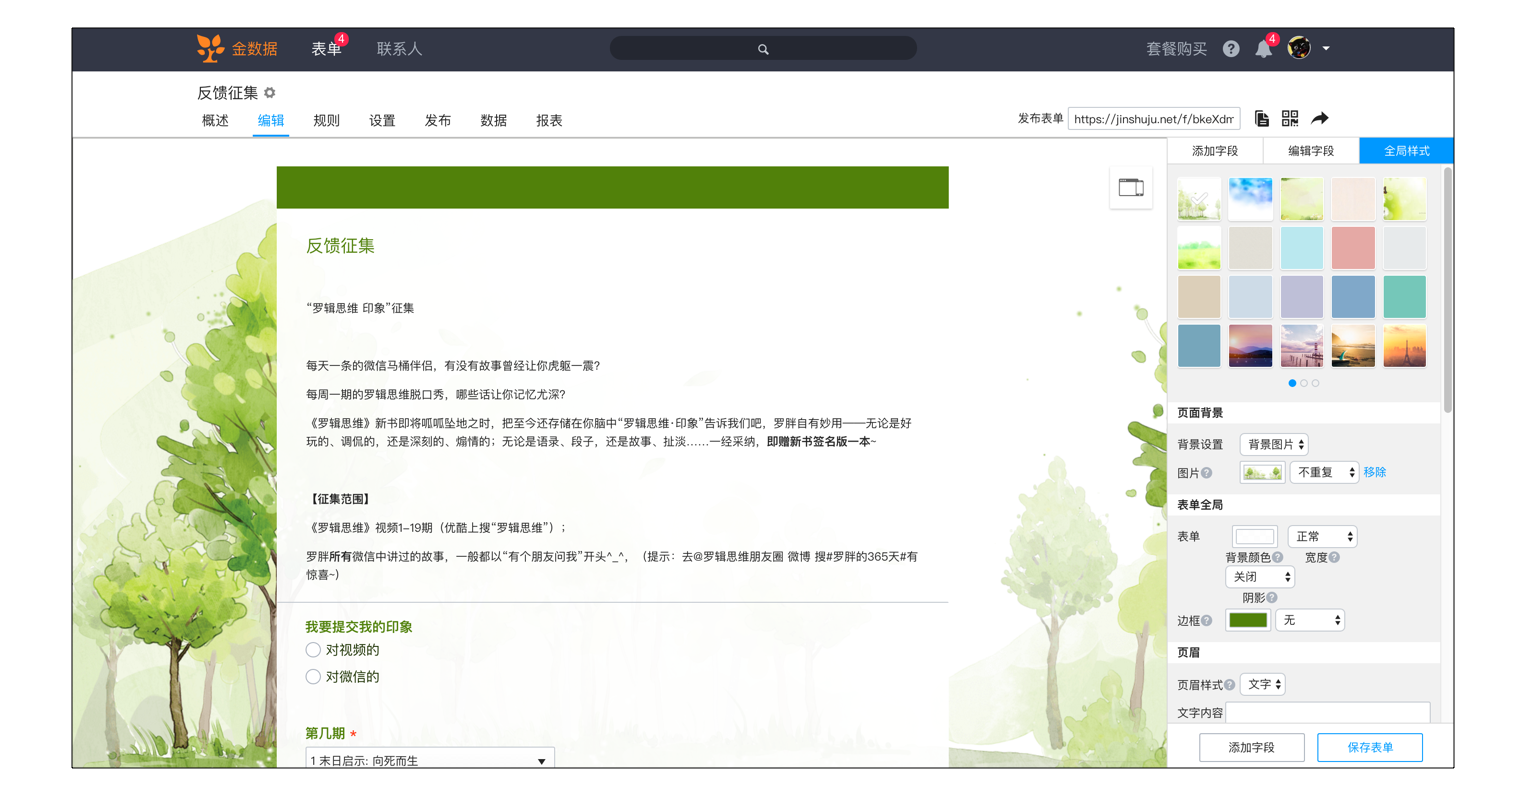 金数据 表单 4 联系人 套餐购买 4
反馈征集
概述 编辑 规则 设置 发布 数据 报表 发布表单 https://jinshuju.net/f/bkeXdm
添加字段 编辑字段 全局样式
反馈征集
“罗辑思维 印象”征集
每天一条的微信马桶伴侣，有没有故事曾经让你虎躯一震？
每周一期的罗辑思维脱口秀，哪些话让你记忆尤深？
《罗辑思维》新书即将呱呱坠地之时，把至今还存储在你脑中“罗辑思维·印象”告诉我们吧，罗胖自有妙用——无论是好
玩的、调侃的，还是深刻的、煽情的；无论是语录、段子，还是故事、扯淡……一经采纳，即赠新书签名版一本~
【征集范围】
《罗辑思维》视频1-19期（优酷上搜“罗辑思维”）；
罗胖所有微信中讲过的故事，一般都以“有个朋友问我”开头^_^，（提示：去@罗辑思维朋友圈 微博 搜#罗胖的365天#有
惊喜~）
我要提交我的印象
对视频的
对微信的
第几期 *
1 末日启示: 向死而生
页面背景
背景设置 背景图片
图片 不重复 移除
表单全局
表单 正常
背景颜色 宽度
关闭
阴影
边框 无
页眉
页眉样式 文字
文字内容
添加字段 保存表单